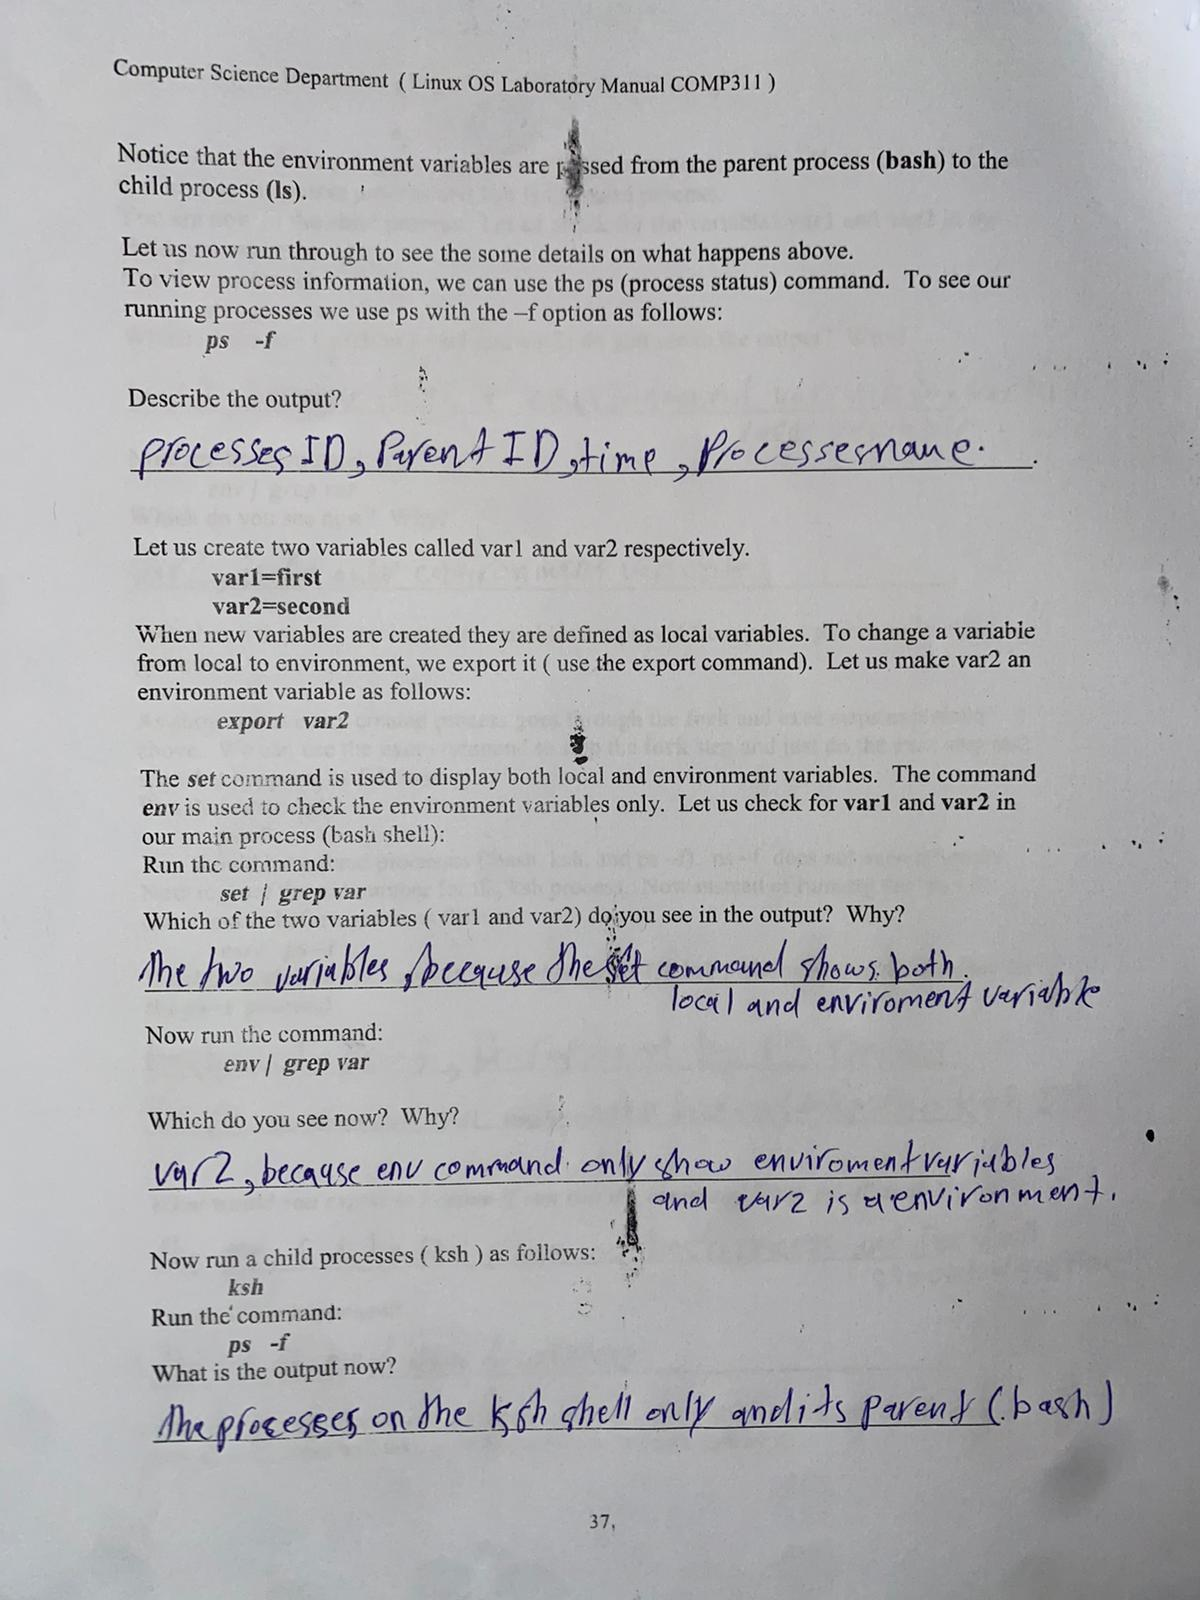 Computer Science Department ( Linux OS Laboratory Manual COMP311 )
Notice that the environment variables are passed from the parent process (bash) to the
child process (ls).
Let us now run through to see the some details on what happens above.
To view process information, we can use the ps (process status) command. To see our
running processes we use ps with the –f option as follows:
ps -f
Describe the output?
processes ID, Parent ID, time, Processes name.
Let us create two variables called var1 and var2 respectively.
var1=first
var2=second
When new variables are created they are defined as local variables. To change a variable
from local to environment, we export it ( use the export command). Let us make var2 an
environment variable as follows:
export var2
The set command is used to display both local and environment variables. The command
env is used to check the environment variables only. Let us check for var1 and var2 in
our main process (bash shell):
Run the command:
set | grep var
Which of the two variables ( var1 and var2) do you see in the output? Why?
the two variables, because the set command shows both
local and enviroment variable
Now run the command:
env | grep var
Which do you see now? Why?
var2, because env command only show enviroment variables
and var2 is a environment.
Now run a child processes ( ksh ) as follows:
ksh
Run the command:
ps -f
What is the output now?
the processes on the ksh shell only and its parent (bash)
37,